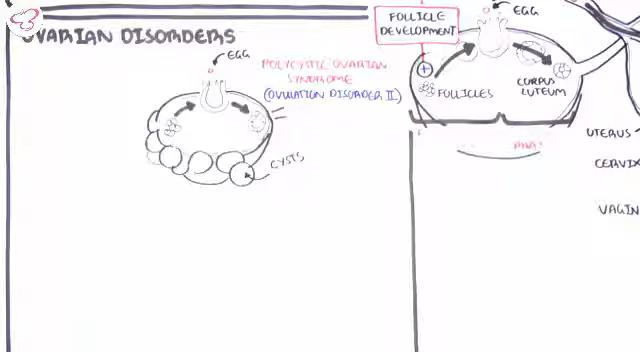 OVARIAN DISORDERS
EGG
POLYCYSTIC OVARIAN
SYNDROME
(OVULATION DISORDER II)
CYSTS
FOLLICLE
DEVELOPMENT
EGG
FOLLICLES
CORPUS
LUTEUM
UTERUS
CERVIX
VAGIN